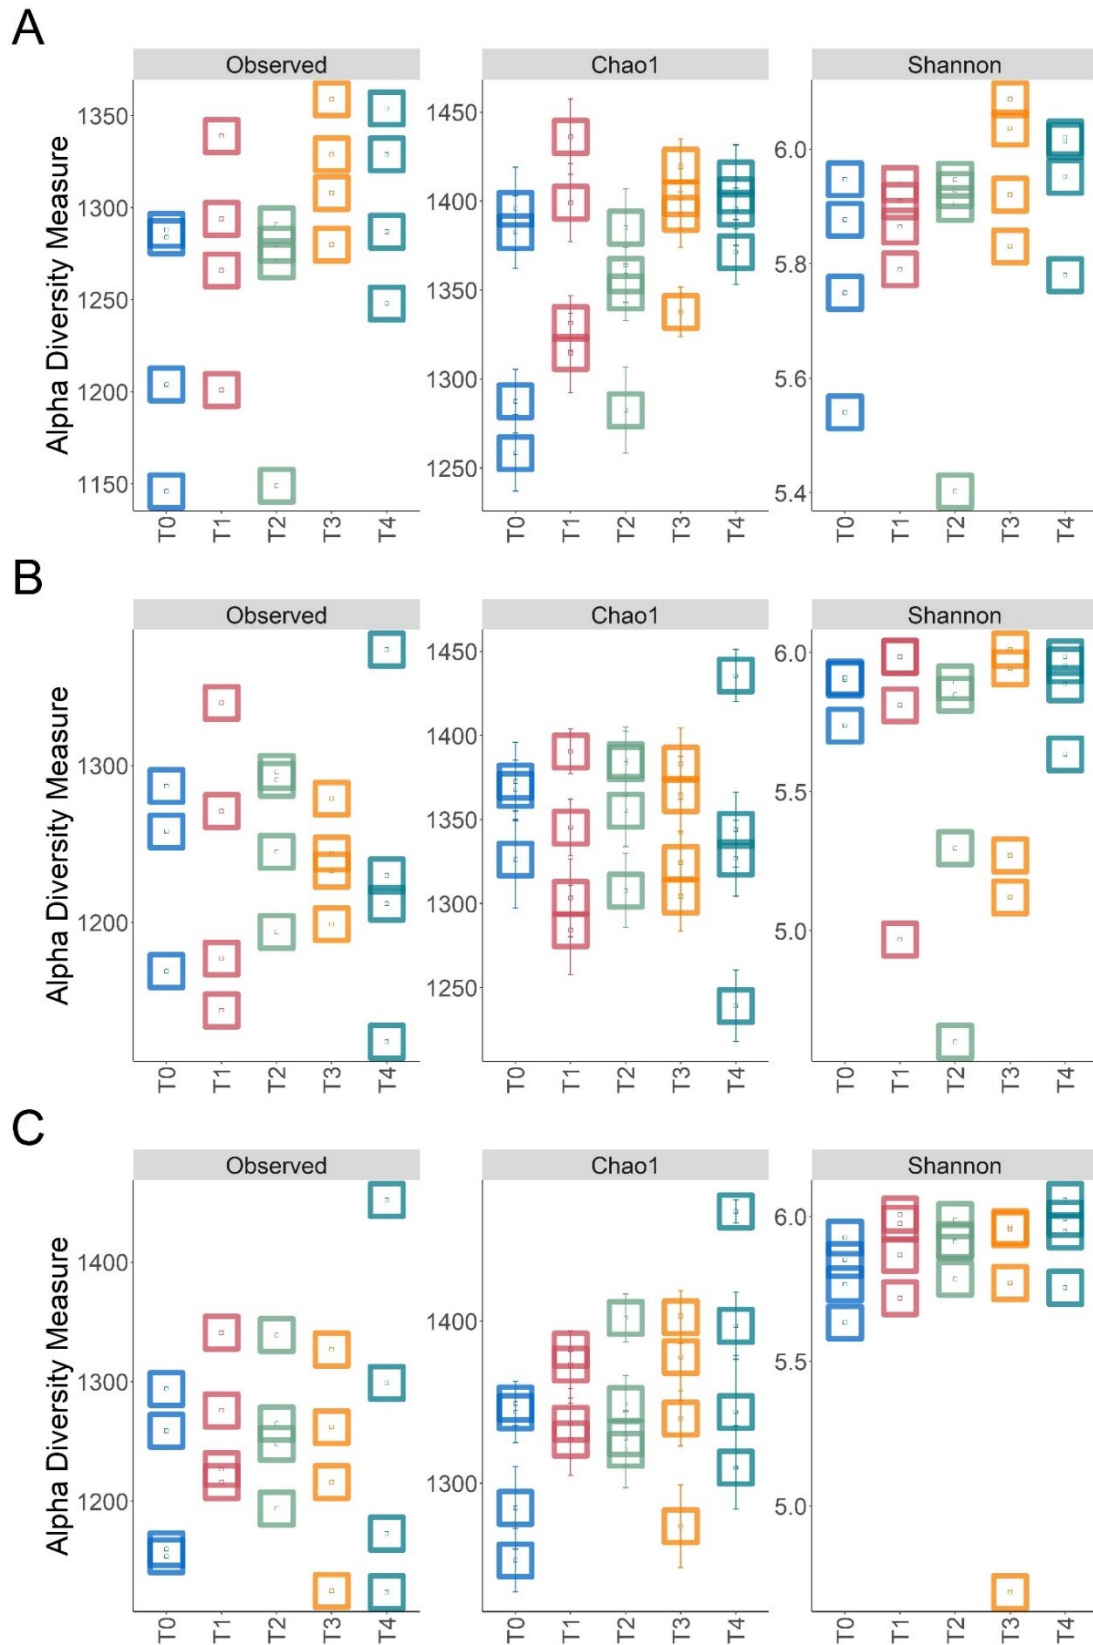 A
Observed Chao1 Shannon
Alpha Diversity Measure
1350
1300
1250
1200
1150
1450
1400
1350
1300
1250
6.0
5.8
5.6
5.4
T0 T1 T2 T3 T4 T0 T1 T2 T3 T4 T0 T1 T2 T3 T4
B
Observed Chao1 Shannon
Alpha Diversity Measure
1300
1200
1450
1400
1350
1300
1250
6.0
5.5
5.0
T0 T1 T2 T3 T4 T0 T1 T2 T3 T4 T0 T1 T2 T3 T4
C
Observed Chao1 Shannon
Alpha Diversity Measure
1400
1300
1200
1400
1300
6.0
5.5
5.0
T0 T1 T2 T3 T4 T0 T1 T2 T3 T4 T0 T1 T2 T3 T4